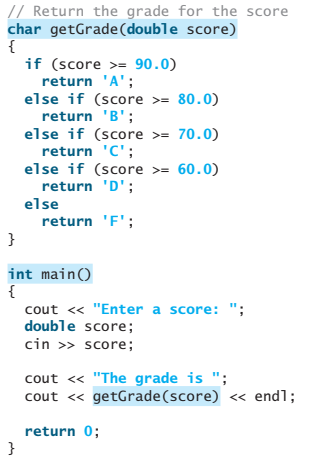 // Return the grade for the score
char getGrade(double score)
{
  if (score >= 90.0)
    return 'A';
  else if (score >= 80.0)
    return 'B';
  else if (score >= 70.0)
    return 'C';
  else if (score >= 60.0)
    return 'D';
  else
    return 'F';
}

int main()
{
  cout << "Enter a score: ";
  double score;
  cin >> score;

  cout << "The grade is ";
  cout << getGrade(score) << endl;

  return 0;
}